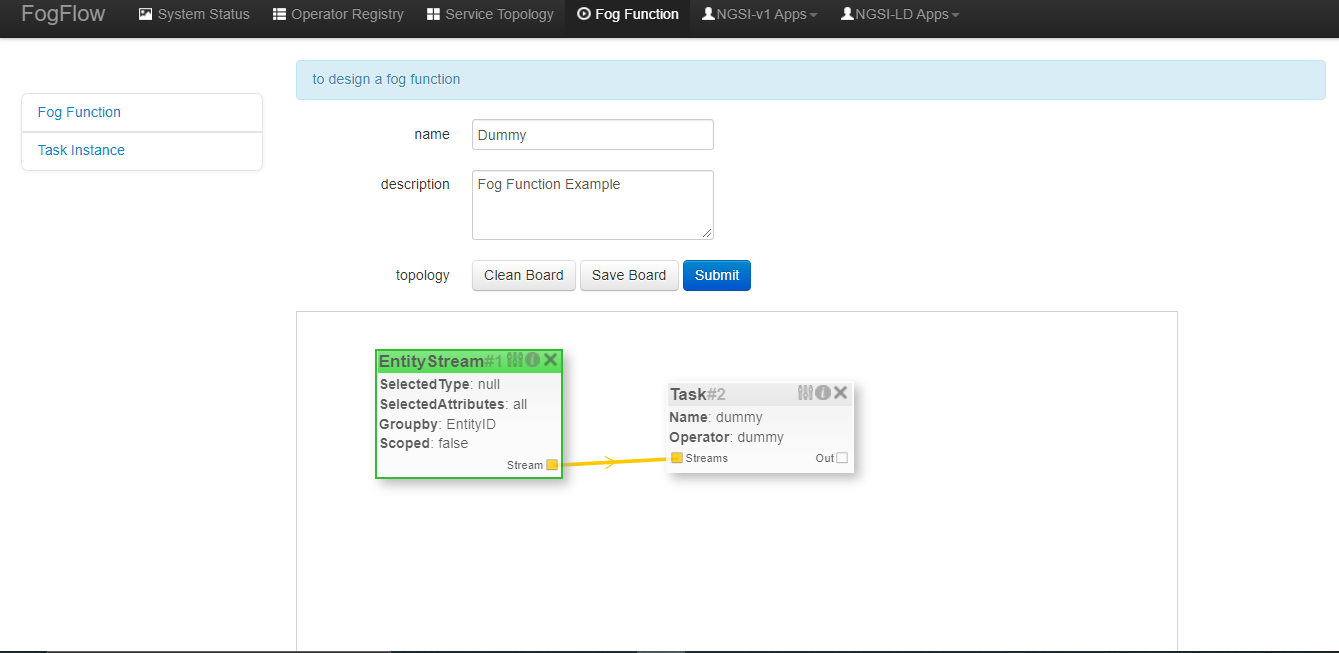 FogFlow System Status Operator Registry Service Topology Fog Function NGSI-v1 Apps NGSI-LD Apps
to design a fog function
Fog Function
Task Instance
name Dummy
description Fog Function Example
topology Clean Board Save Board Submit
EntityStream#1
SelectedType: null
SelectedAttributes: all
Groupby: EntityID
Scoped: false
Stream
Task#2
Name: dummy
Operator: dummy
Streams Out